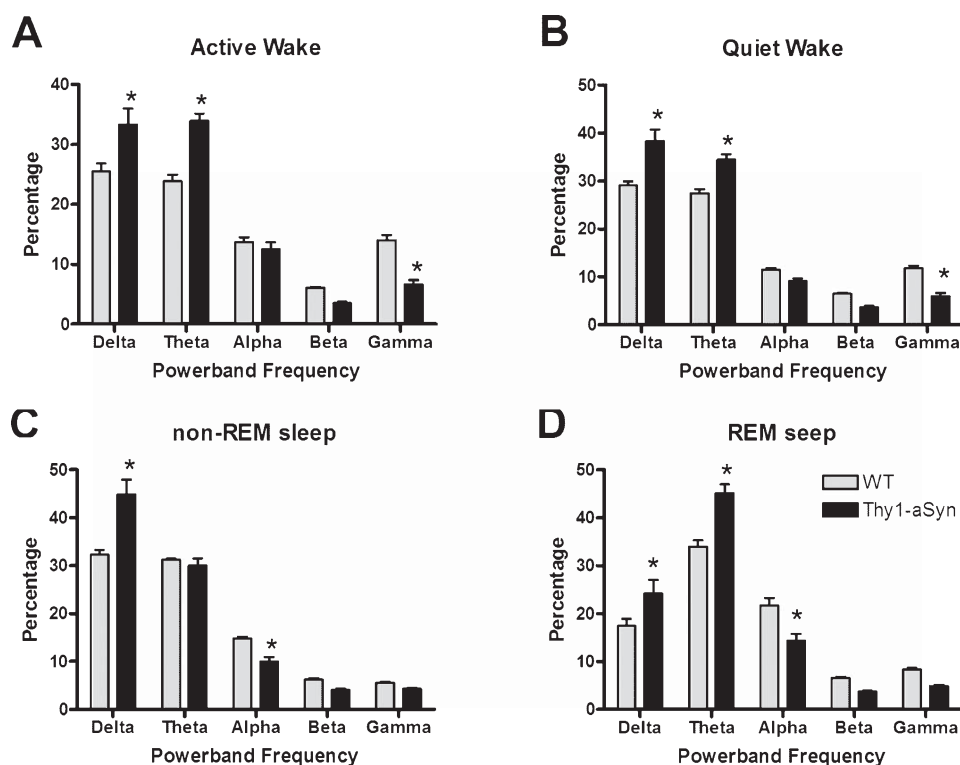 A
Active Wake
Percentage
40
30
20
10
0
*
*
*
Delta Theta Alpha Beta Gamma
Powerband Frequency
B
Quiet Wake
Percentage
50
40
30
20
10
0
*
*
*
Delta Theta Alpha Beta Gamma
Powerband Frequency
C
non-REM sleep
Percentage
50
40
30
20
10
0
*
*
Delta Theta Alpha Beta Gamma
Powerband Frequency
D
REM seep
Percentage
50
40
30
20
10
0
*
*
*
WT
Thy1-aSyn
Delta Theta Alpha Beta Gamma
Powerband Frequency